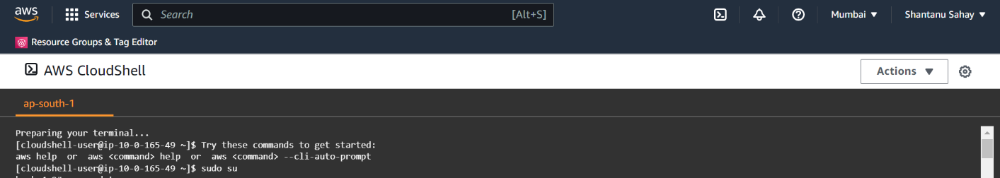 aws Services Search [Alt+S] Mumbai Shantanu Sahay
Resource Groups & Tag Editor
AWS CloudShell Actions
ap-south-1
Preparing your terminal...
[cloudshell-user@ip-10-0-165-49 ~]$ Try these commands to get started:
aws help or aws <command> help or aws <command> --cli-auto-prompt
[cloudshell-user@ip-10-0-165-49 ~]$ sudo su